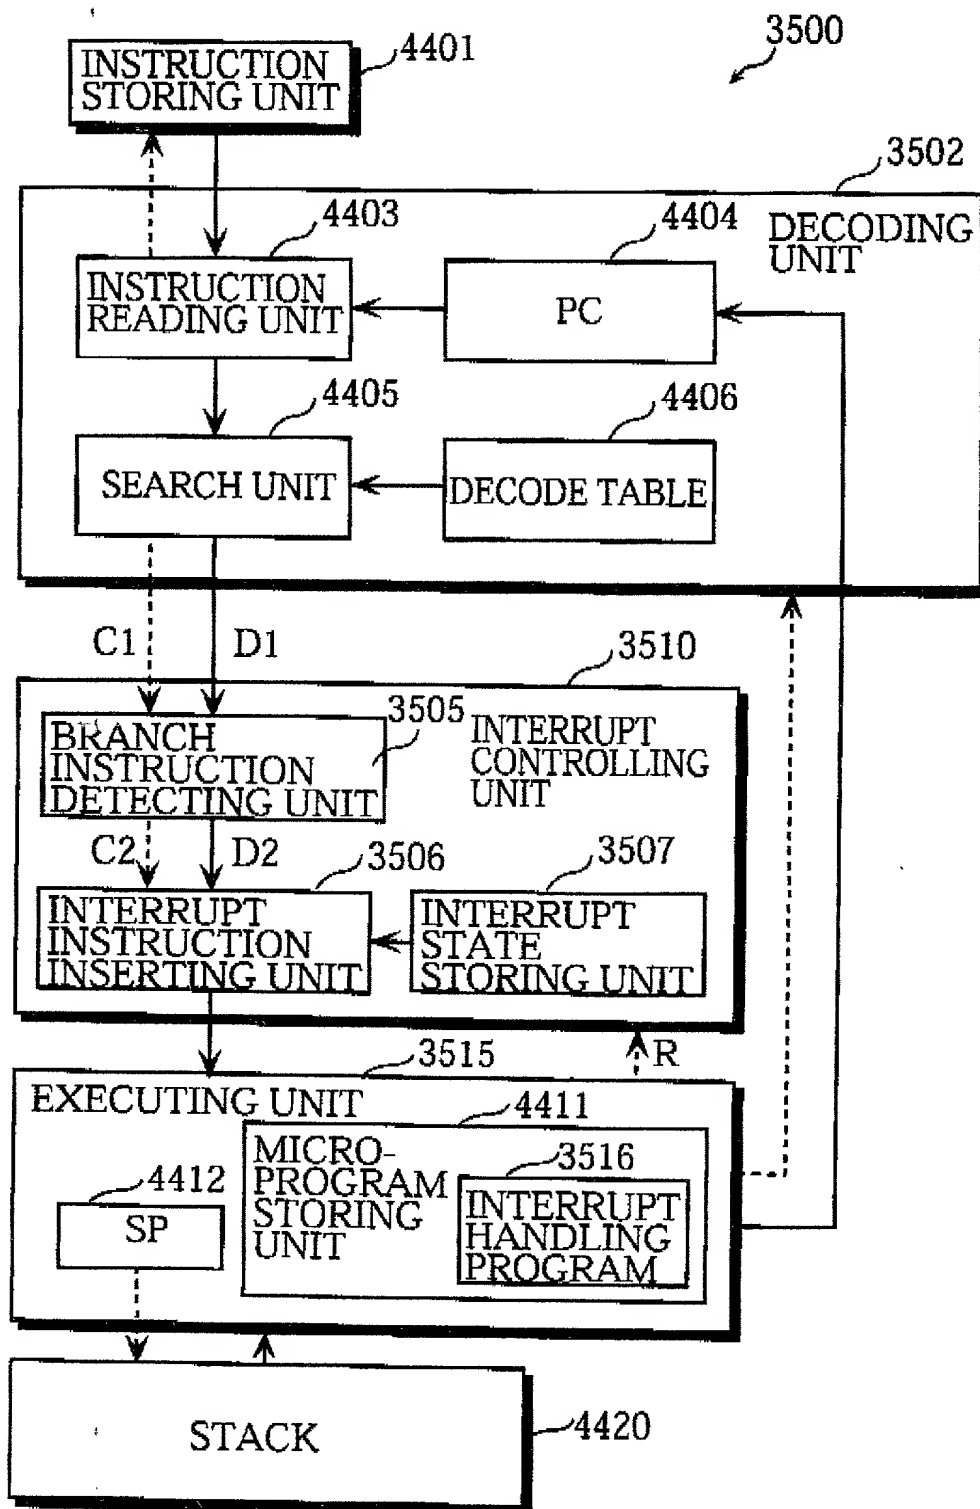 3500
4401
INSTRUCTION
STORING UNIT
3502
DECODING
UNIT
4403
4404
INSTRUCTION
READING UNIT
PC
4405
4406
SEARCH UNIT
DECODE TABLE
C1
D1
3510
3505
BRANCH
INSTRUCTION
DETECTING UNIT
INTERRUPT
CONTROLLING
UNIT
C2
D2
3506
3507
INTERRUPT
INSTRUCTION
INSERTING UNIT
INTERRUPT
STATE
STORING UNIT
R
3515
EXECUTING UNIT
4411
MICRO-
PROGRAM
STORING
UNIT
3516
INTERRUPT
HANDLING
PROGRAM
4412
SP
STACK
4420